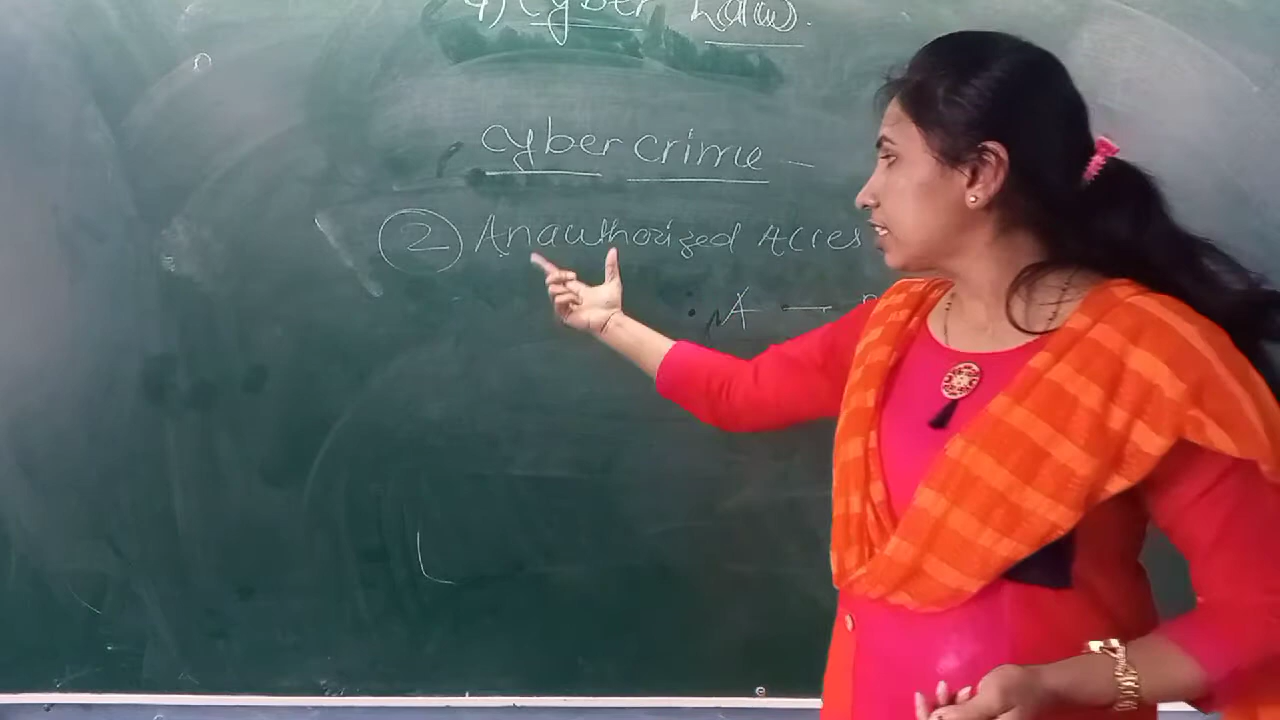 4) Cyber Law.
Cyber crime -
② Anauthorized Acces
A —